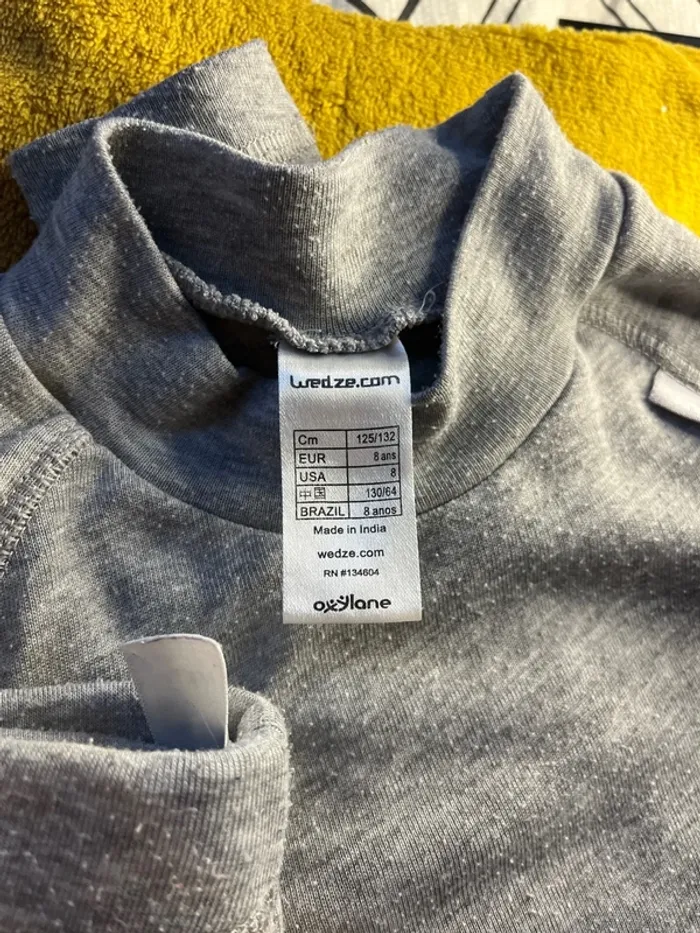 wedze.com
Cm 125/132
EUR 8 ans
USA 8
中国 130/64
BRAZIL 8 anos
Made in India
wedze.com
RN #134604
oxylane